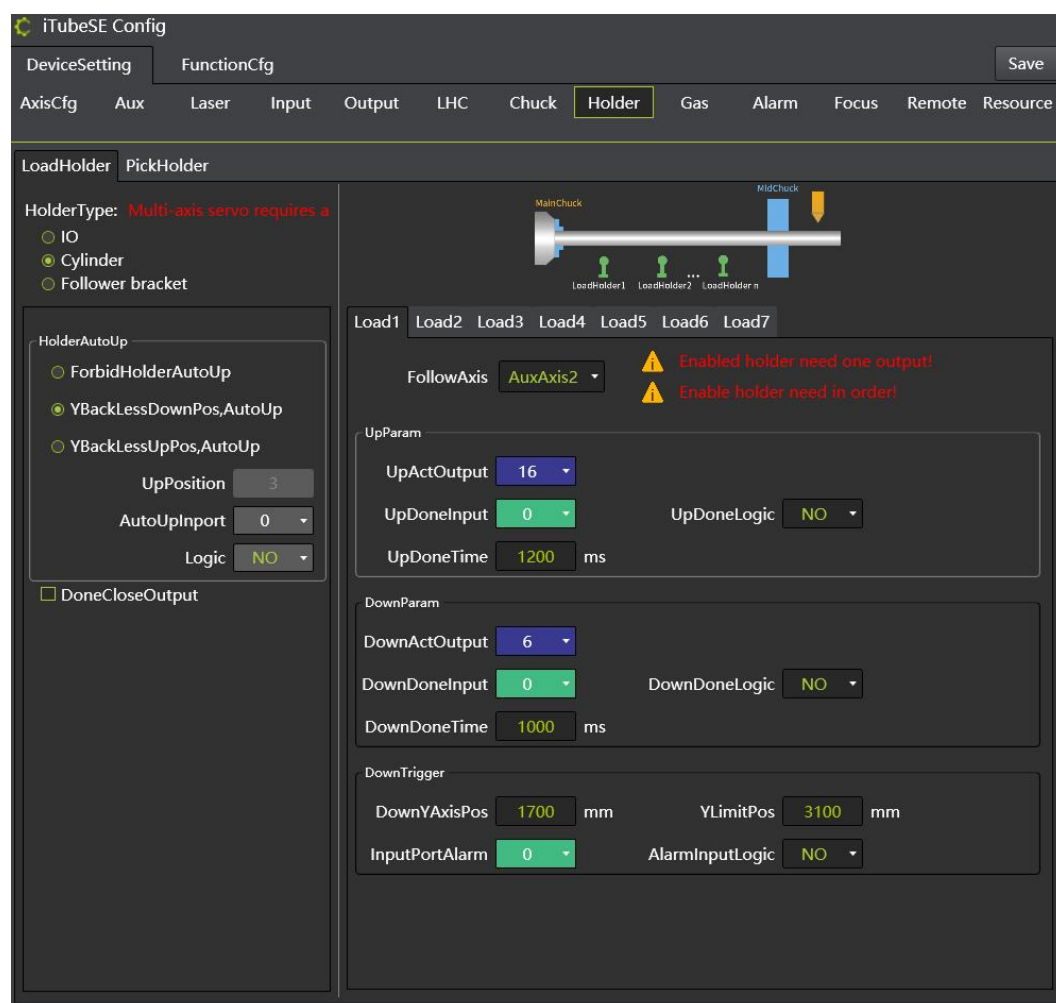 iTubeSE Config
DeviceSetting FunctionCfg Save
AxisCfg Aux Laser Input Output LHC Chuck Holder Gas Alarm Focus Remote Resource
LoadHolder PickHolder
HolderType: Multi-axis servo requires a
IO
Cylinder
Follower bracket
HolderAutoUp
ForbidHolderAutoUp
YBackLessDownPos,AutoUp
YBackLessUpPos,AutoUp
UpPosition 3
AutoUpInport 0
Logic NO
DoneCloseOutput
MainChuck MidChuck
LoadHolder1 LoadHolder2 ... LoadHolder n
Load1 Load2 Load3 Load4 Load5 Load6 Load7
FollowAxis AuxAxis2
Enabled holder need one output!
Enable holder need in order!
UpParam
UpActOutput 16
UpDoneInput 0 UpDoneLogic NO
UpDoneTime 1200 ms
DownParam
DownActOutput 6
DownDoneInput 0 DownDoneLogic NO
DownDoneTime 1000 ms
DownTrigger
DownYAxisPos 1700 mm YLimitPos 3100 mm
InputPortAlarm 0 AlarmInputLogic NO